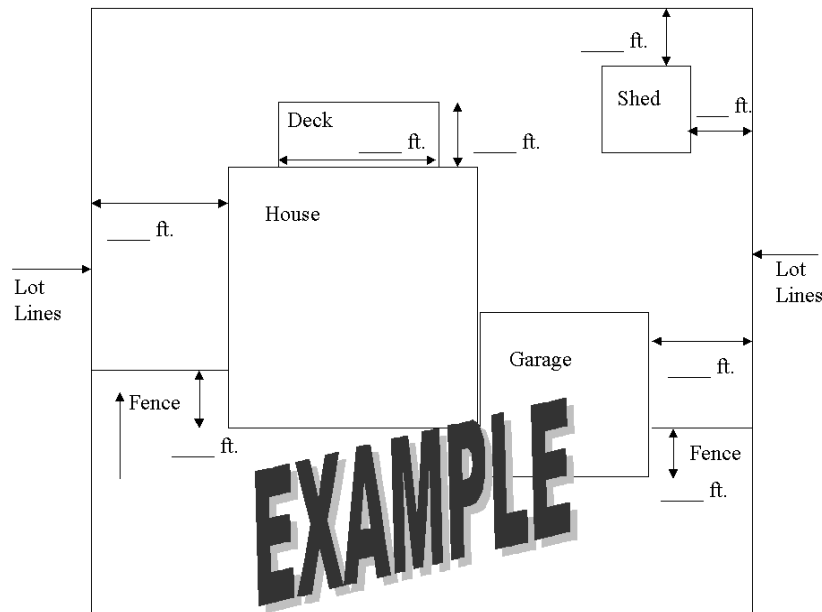 ____ ft.
Shed
___ ft.
Deck
____ ft.
____ ft.
House
____ ft.
Lot
Lines
Lot
Lines
Garage
____ ft.
Fence
____ ft.
Fence
____ ft.
EXAMPLE